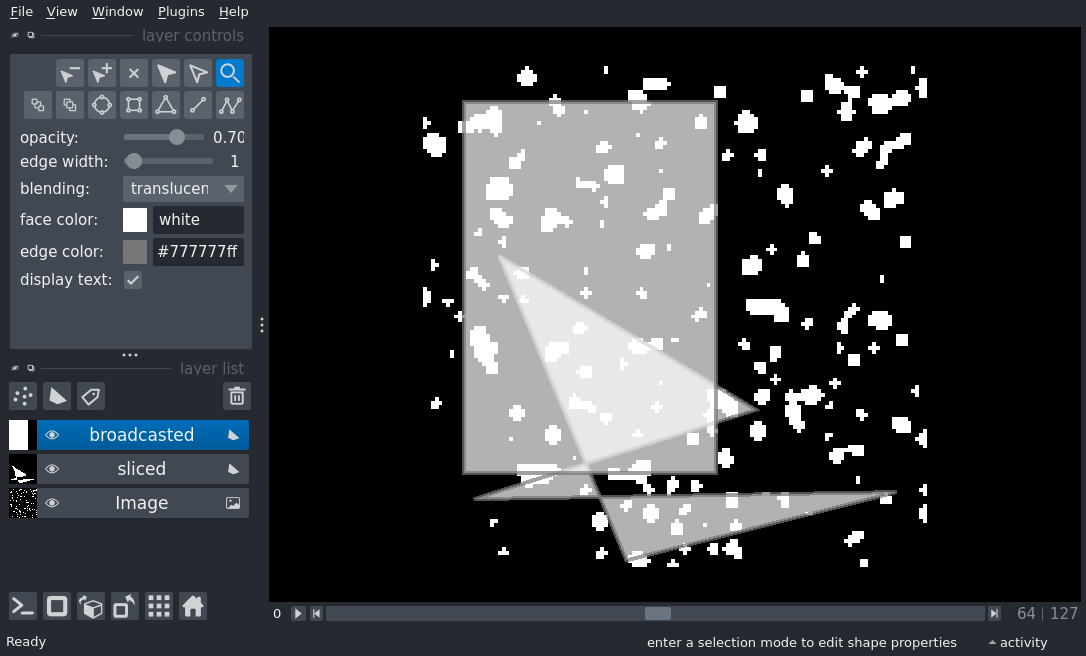 File View Window Plugins Help
layer controls
opacity: 0.70
edge width: 1
blending: translucen
face color: white
edge color: #777777ff
display text:
layer list
broadcasted
sliced
Image
0 64 | 127
Ready enter a selection mode to edit shape properties activity